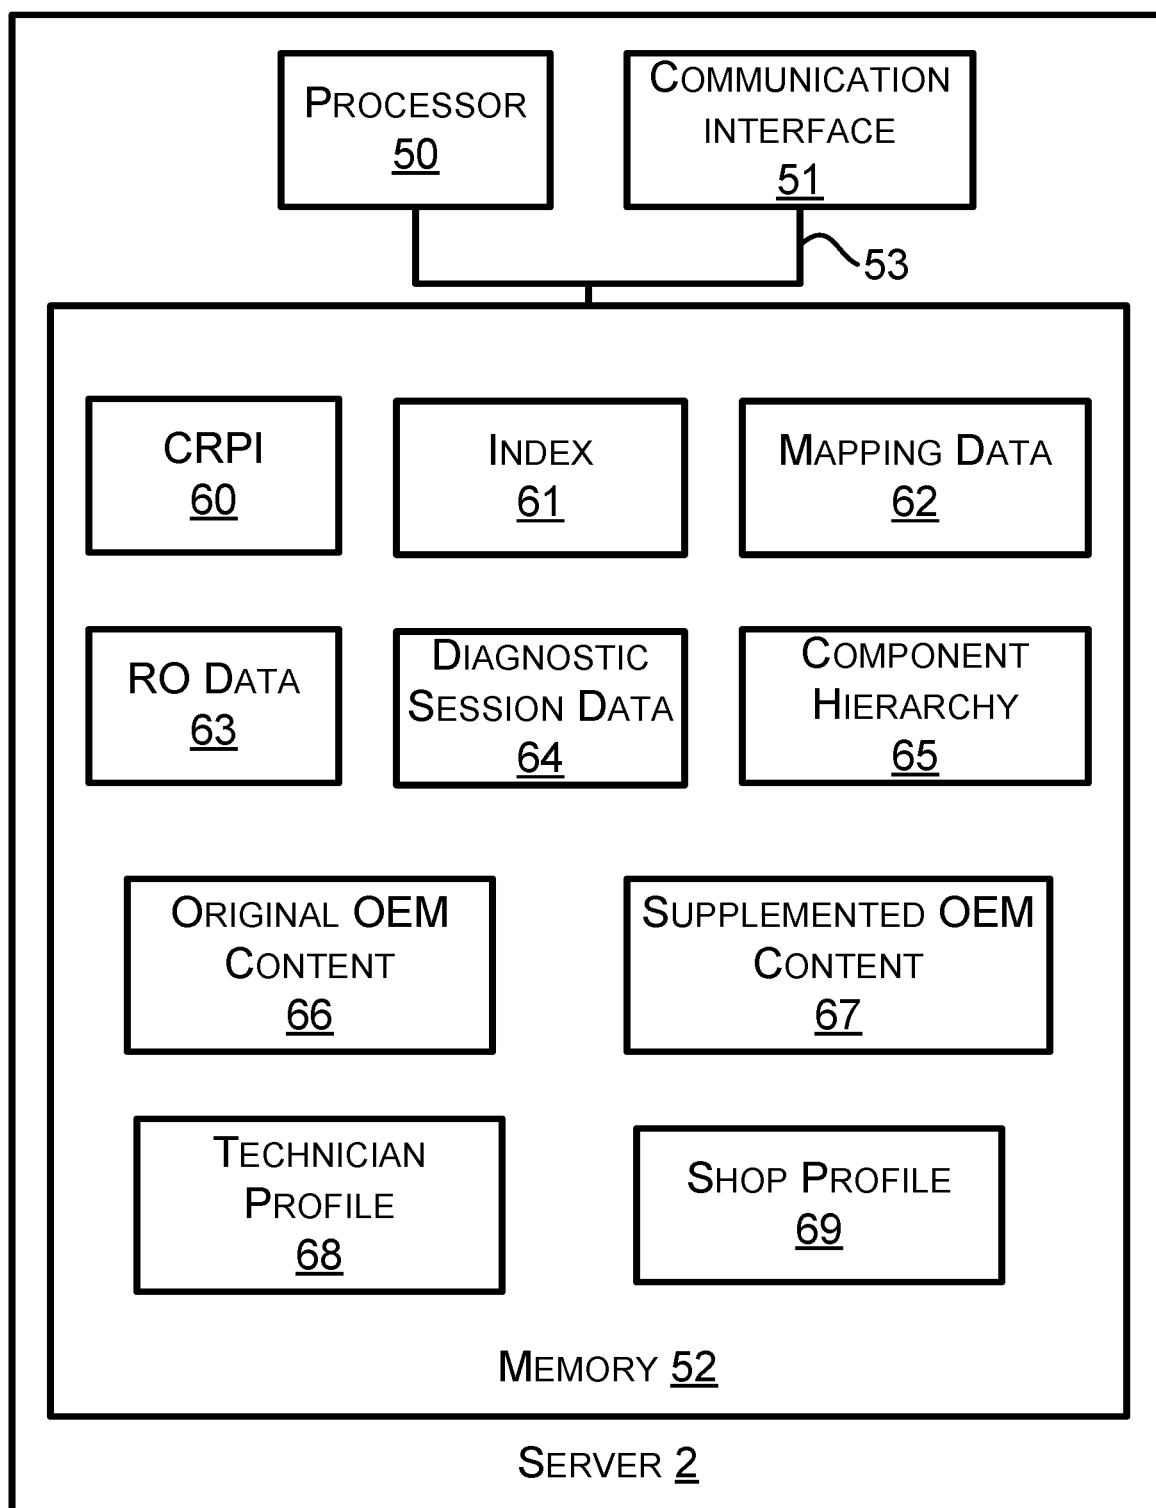 PROCESSOR
50
COMMUNICATION
INTERFACE
51
53
CRPI
60
INDEX
61
MAPPING DATA
62
RO DATA
63
DIAGNOSTIC
SESSION DATA
64
COMPONENT
HIERARCHY
65
ORIGINAL OEM
CONTENT
66
SUPPLEMENTED OEM
CONTENT
67
TECHNICIAN
PROFILE
68
SHOP PROFILE
69
MEMORY 52
SERVER 2